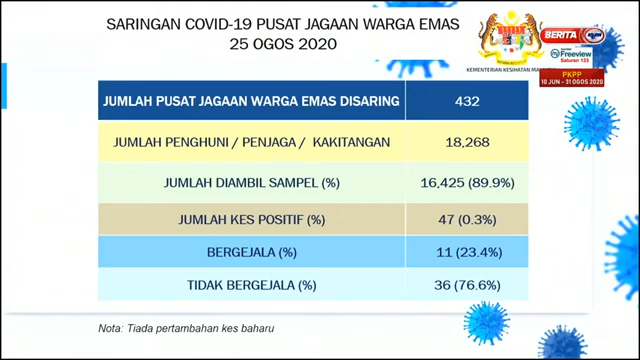 SARINGAN COVID-19 PUSAT JAGAAN WARGA EMAS
25 OGOS 2020
BERITA
Freeview
Saluran 123
KEMENTERIAN KESIHATAN MALAYSIA
PKPP
10 JUN – 31 OGOS 2020
JUMLAH PUSAT JAGAAN WARGA EMAS DISARING 432
JUMLAH PENGHUNI / PENJAGA / KAKITANGAN 18,268
JUMLAH DIAMBIL SAMPEL (%) 16,425 (89.9%)
JUMLAH KES POSITIF (%) 47 (0.3%)
BERGEJALA (%) 11 (23.4%)
TIDAK BERGEJALA (%) 36 (76.6%)
Nota: Tiada pertambahan kes baharu